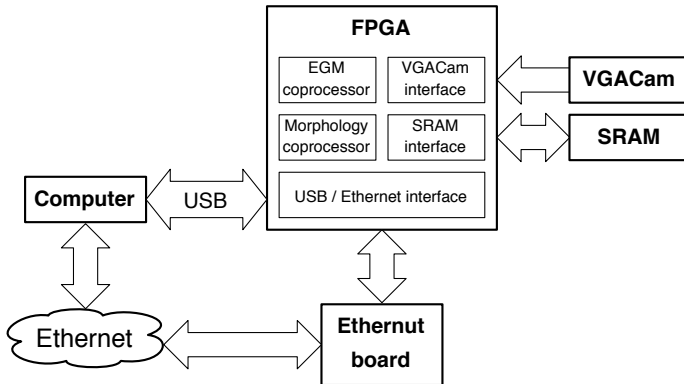 FPGA
EGM
coprocessor
VGACam
interface
Morphology
coprocessor
SRAM
interface
USB / Ethernet interface
VGACam
SRAM
Computer
USB
Ethernet
Ethernut
board